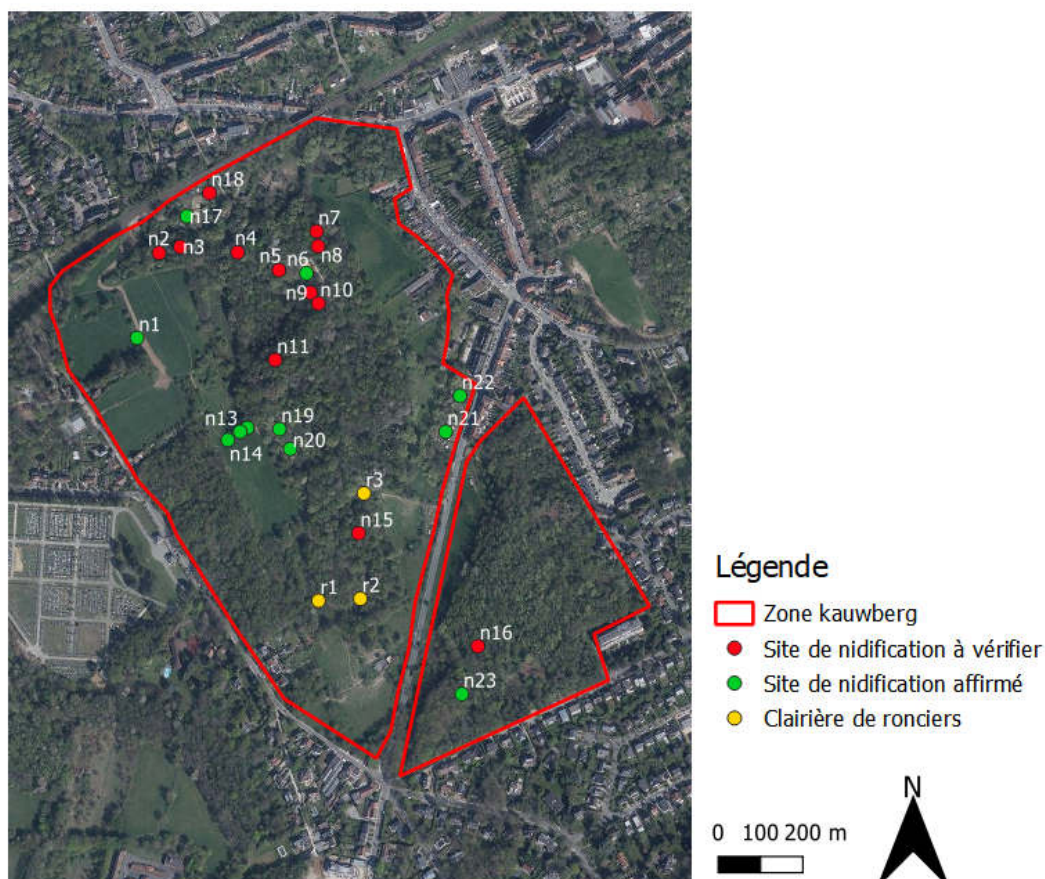 n18
n17
n7
n2
n3
n4
n8
n5
n6
n9
n10
n1
n11
n22
n13
n19
n21
n14
n20
r3
n15
r1
r2
n16
n23
Légende
Zone kauwberg
Site de nidification à vérifier
Site de nidification affirmé
Clairière de ronciers
N
0 100 200 m